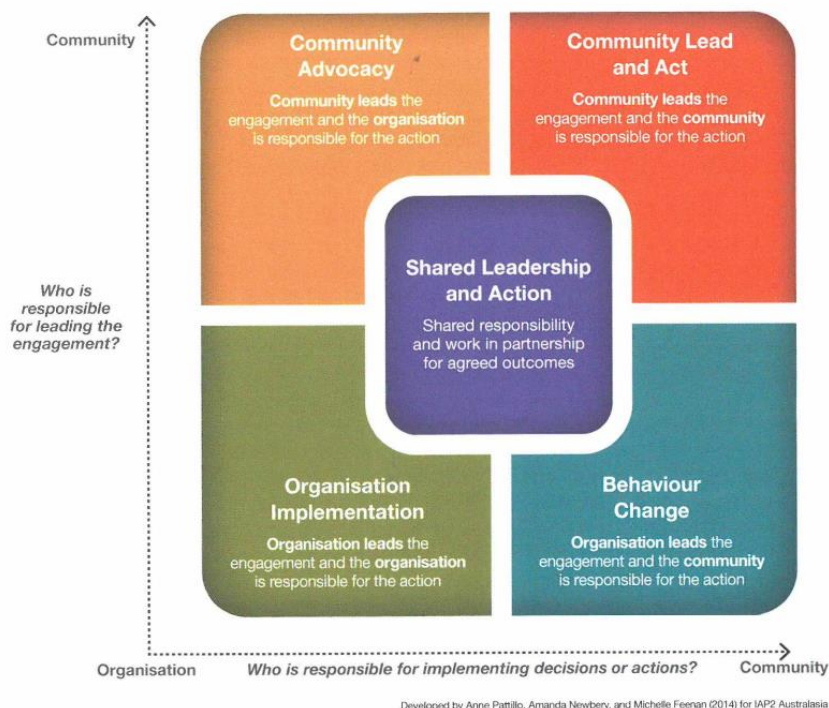 Community
Community
Advocacy
Community leads the
engagement and the organisation
is responsible for the action
Community Lead
and Act
Community leads the
engagement and the community
is responsible for the action
Who is
responsible
for leading the
engagement?
Shared Leadership
and Action
Shared responsibility
and work in partnership
for agreed outcomes
Organisation
Implementation
Organisation leads the
engagement and the organisation
is responsible for the action
Behaviour
Change
Organisation leads the
engagement and the community
is responsible for the action
Organisation
Who is responsible for implementing decisions or actions?
Community
Developed by Anne Pattillo, Amanda Newbery, and Michelle Feenan (2014) for IAP2 Australasia